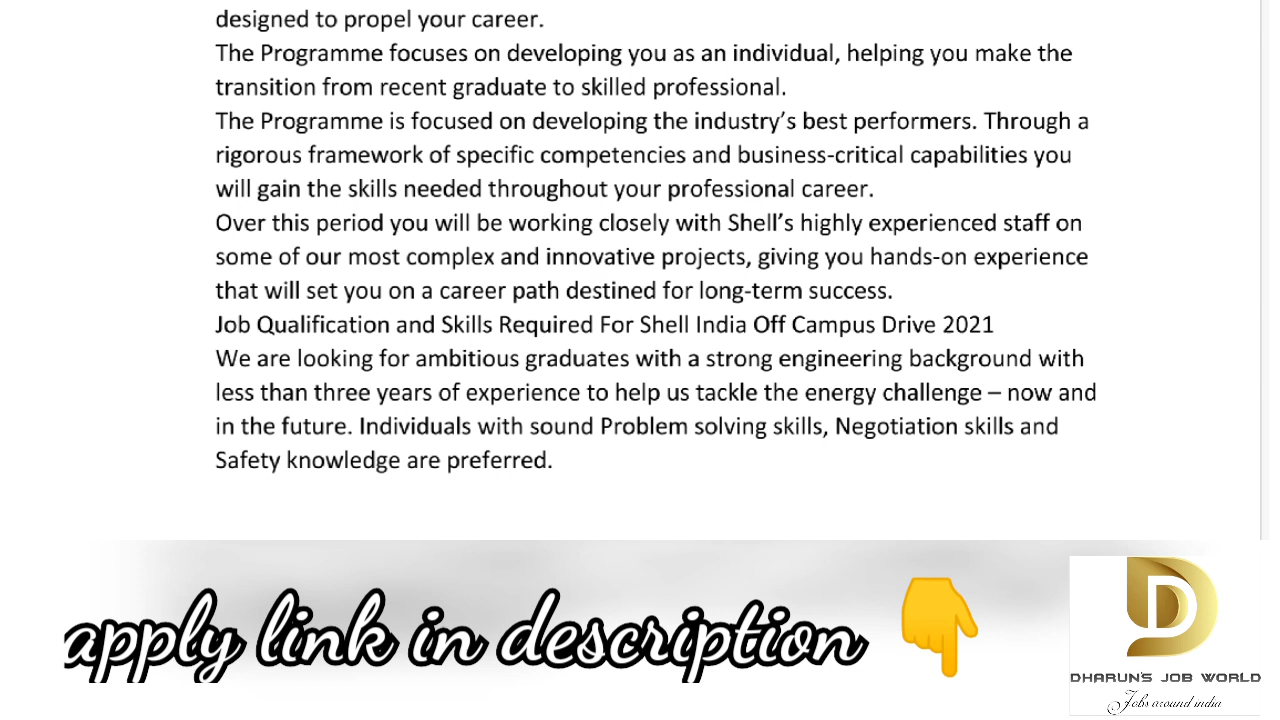 designed to propel your career.
The Programme focuses on developing you as an individual, helping you make the
transition from recent graduate to skilled professional.
The Programme is focused on developing the industry's best performers. Through a
rigorous framework of specific competencies and business-critical capabilities you
will gain the skills needed throughout your professional career.
Over this period you will be working closely with Shell's highly experienced staff on
some of our most complex and innovative projects, giving you hands-on experience
that will set you on a career path destined for long-term success.
Job Qualification and Skills Required For Shell India Off Campus Drive 2021
We are looking for ambitious graduates with a strong engineering background with
less than three years of experience to help us tackle the energy challenge – now and
in the future. Individuals with sound Problem solving skills, Negotiation skills and
Safety knowledge are preferred.
apply link in description
D
DHARUN'S JOB WORLD
Jobs around india